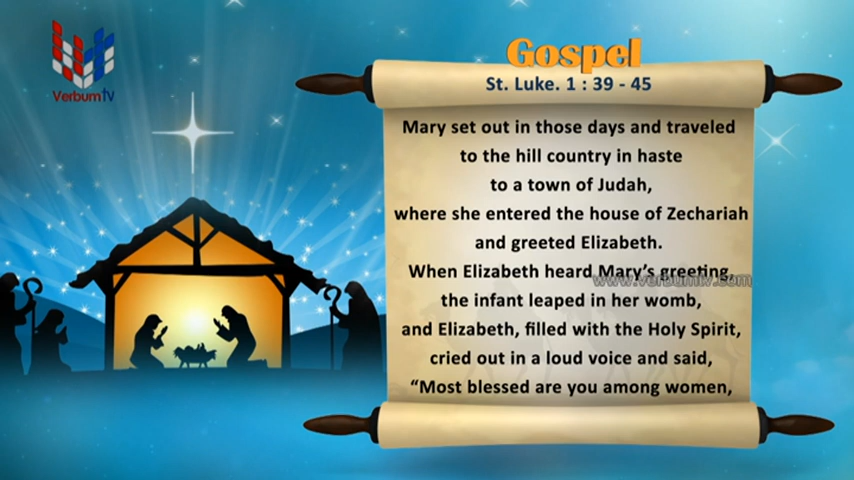 Verbum TV
Gospel
St. Luke. 1 : 39 - 45
Mary set out in those days and traveled
to the hill country in haste
to a town of Judah,
where she entered the house of Zechariah
and greeted Elizabeth.
When Elizabeth heard Mary's greeting,
www.verbumtv.com
the infant leaped in her womb,
and Elizabeth, filled with the Holy Spirit,
cried out in a loud voice and said,
“Most blessed are you among women,